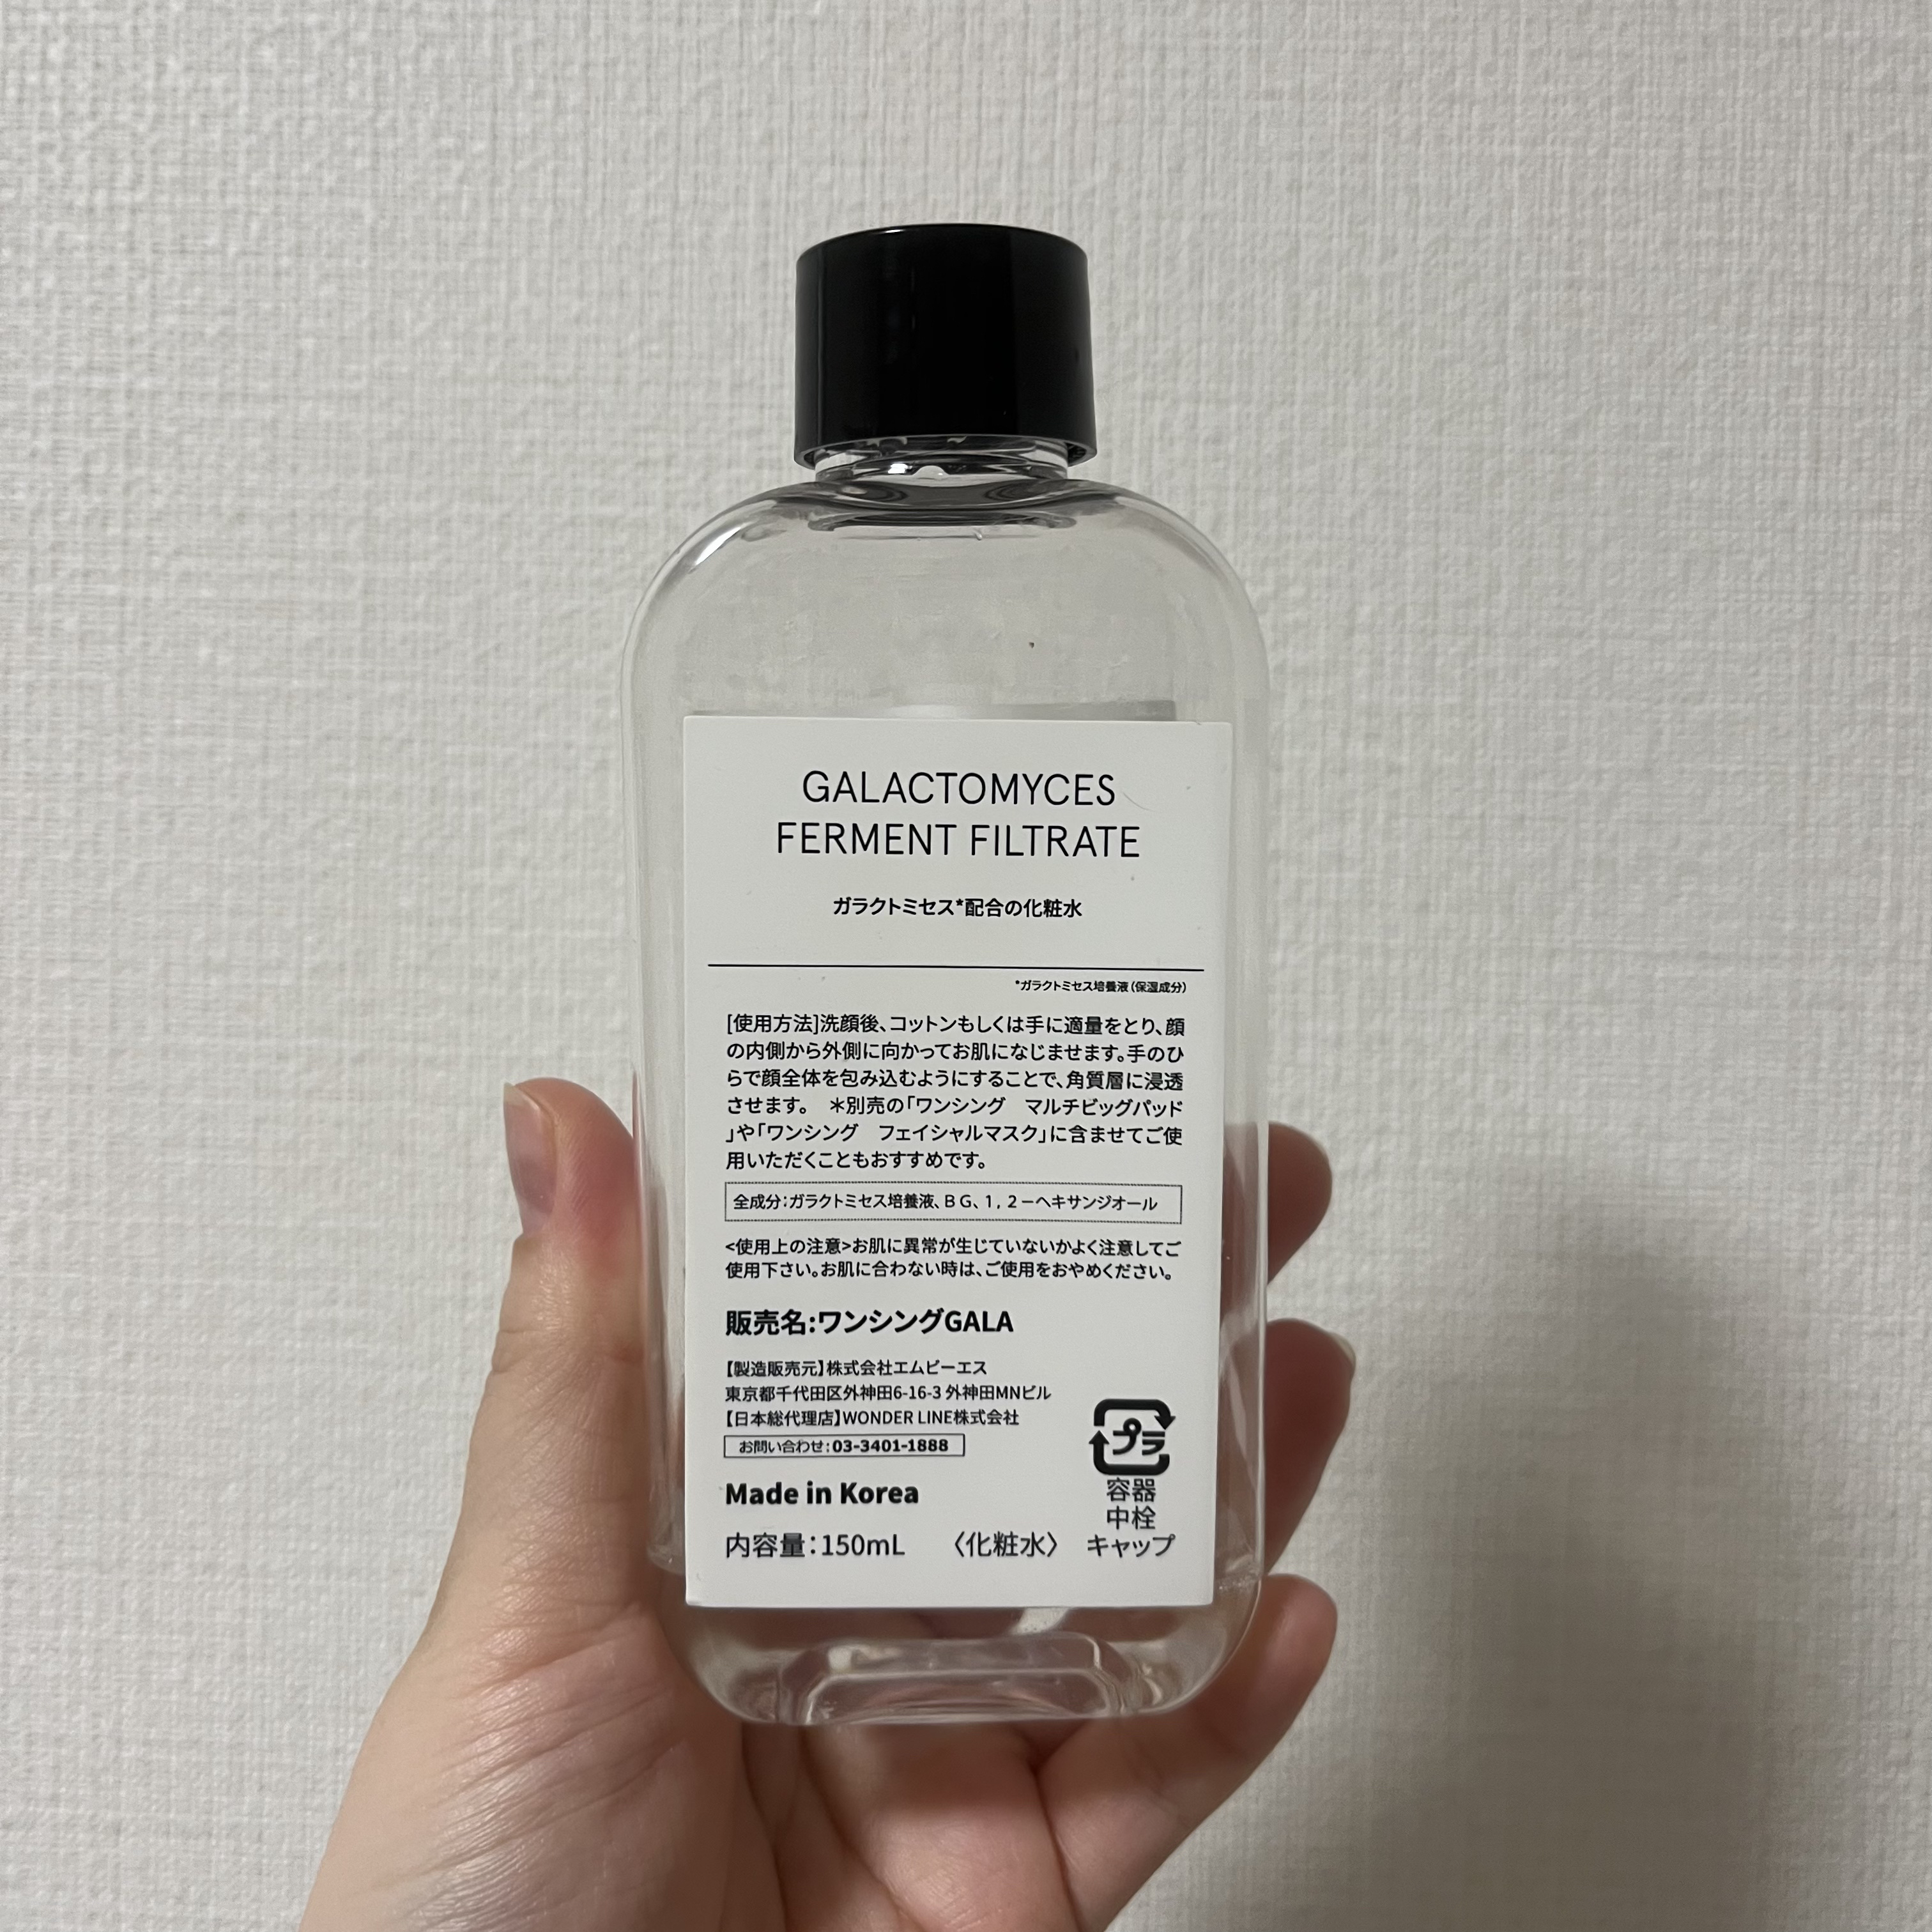 GALACTOMYCES
FERMENT FILTRATE
ガラクトミセス*配合の化粧水
*ガラクトミセス培養液(保湿成分)
[使用方法]洗顔後、コットンもしくは手に適量をとり、顔
の内側から外側に向かってお肌になじませます。手のひ
らで顔全体を包み込むようにすることで、角質層に浸透
させます。 ＊別売の「ワンシング　マルチビッグパッド
」や「ワンシング　フェイシャルマスク」に含ませてご使
用いただくこともおすすめです。
全成分:ガラクトミセス培養液、ＢＧ、１，２－ヘキサンジオール
<使用上の注意>お肌に異常が生じていないかよく注意してご
使用下さい。お肌に合わない時は、ご使用をおやめください。
販売名:ワンシングGALA
【製造販売元】株式会社エムビーエス
東京都千代田区外神田6-16-3 外神田MNビル
【日本総代理店】WONDER LINE株式会社
お問い合わせ:03-3401-1888
Made in Korea
内容量:150mL 〈化粧水〉
プラ
容器
中栓
キャップ